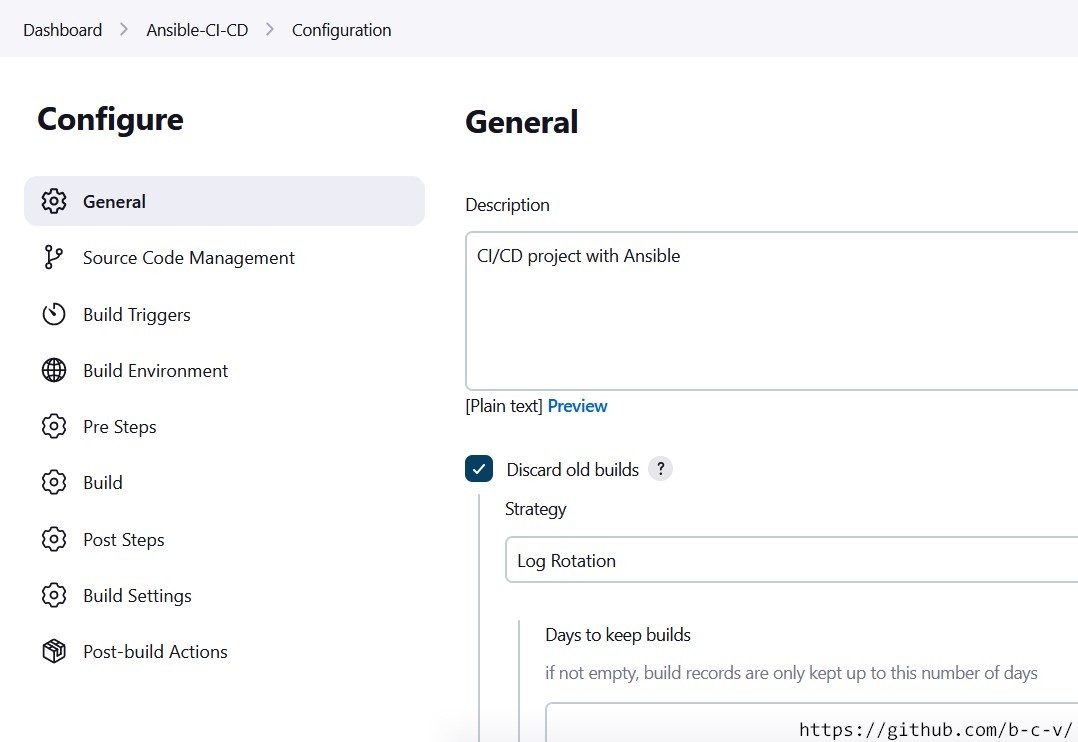 Dashboard > Ansible-CI-CD > Configuration
Configure
General
Source Code Management
Build Triggers
Build Environment
Pre Steps
Build
Post Steps
Build Settings
Post-build Actions
General
Description
CI/CD project with Ansible
[Plain text] Preview
Discard old builds ?
Strategy
Log Rotation
Days to keep builds
if not empty, build records are only kept up to this number of days
https://github.com/b-c-v/